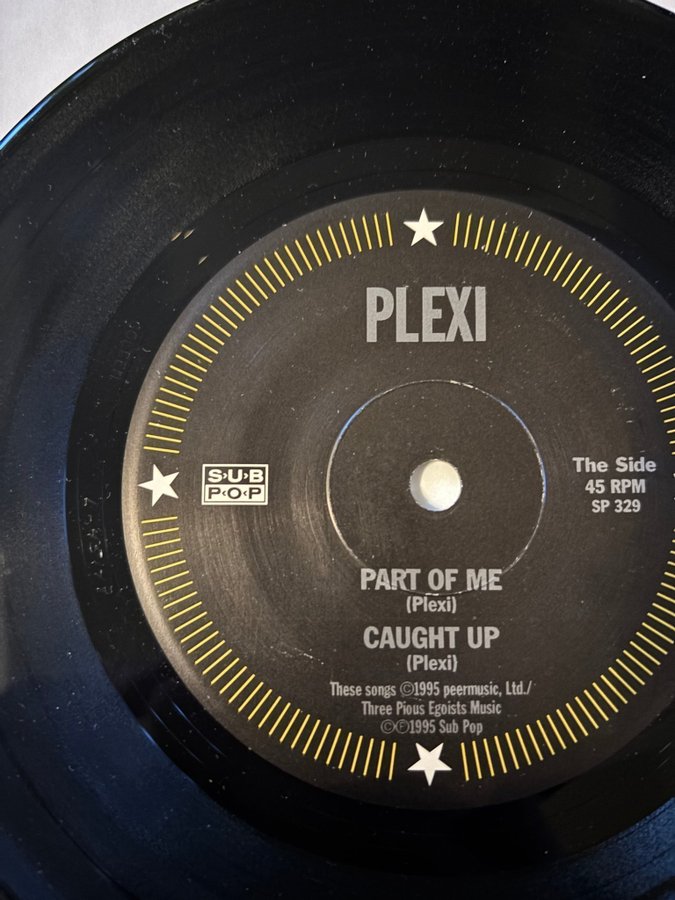 PLEXI
SUB
POP
The Side
45 RPM
SP 329
PART OF ME
(Plexi)
CAUGHT UP
(Plexi)
These songs ©1995 peermusic, Ltd./
Three Pious Egoists Music
©℗1995 Sub Pop